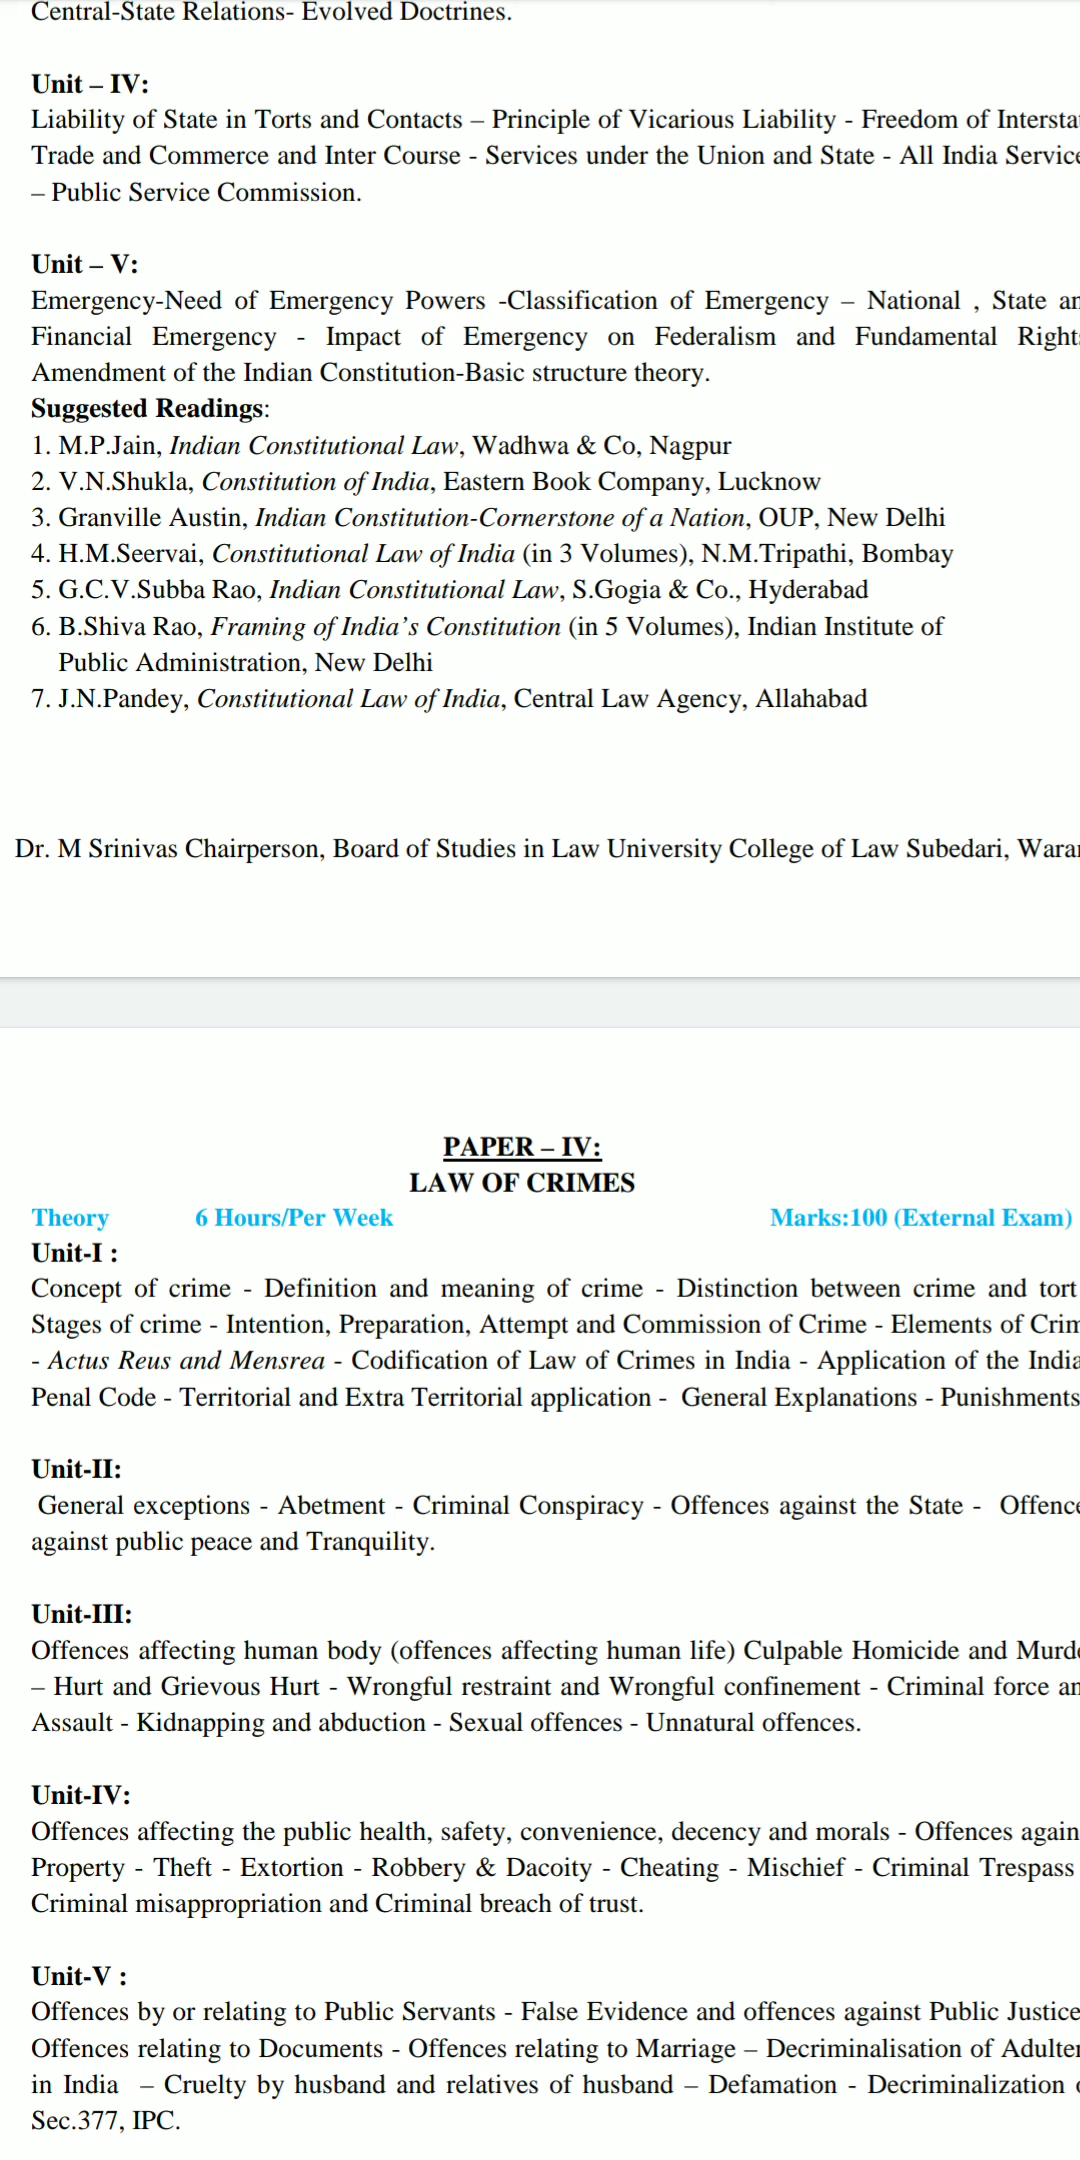 Central-State Relations- Evolved Doctrines.
Unit – IV:
Liability of State in Torts and Contacts – Principle of Vicarious Liability - Freedom of Intersta
Trade and Commerce and Inter Course - Services under the Union and State - All India Service
– Public Service Commission.
Unit – V:
Emergency-Need of Emergency Powers -Classification of Emergency – National , State an
Financial Emergency - Impact of Emergency on Federalism and Fundamental Rights
Amendment of the Indian Constitution-Basic structure theory.
Suggested Readings:
1. M.P.Jain, Indian Constitutional Law, Wadhwa & Co, Nagpur
2. V.N.Shukla, Constitution of India, Eastern Book Company, Lucknow
3. Granville Austin, Indian Constitution-Cornerstone of a Nation, OUP, New Delhi
4. H.M.Seervai, Constitutional Law of India (in 3 Volumes), N.M.Tripathi, Bombay
5. G.C.V.Subba Rao, Indian Constitutional Law, S.Gogia & Co., Hyderabad
6. B.Shiva Rao, Framing of India’s Constitution (in 5 Volumes), Indian Institute of
Public Administration, New Delhi
7. J.N.Pandey, Constitutional Law of India, Central Law Agency, Allahabad
Dr. M Srinivas Chairperson, Board of Studies in Law University College of Law Subedari, Waran
PAPER – IV:
LAW OF CRIMES
Theory 6 Hours/Per Week Marks:100 (External Exam)
Unit-I :
Concept of crime - Definition and meaning of crime - Distinction between crime and tort
Stages of crime - Intention, Preparation, Attempt and Commission of Crime - Elements of Crim
- Actus Reus and Mensrea - Codification of Law of Crimes in India - Application of the India
Penal Code - Territorial and Extra Territorial application - General Explanations - Punishments
Unit-II:
General exceptions - Abetment - Criminal Conspiracy - Offences against the State - Offence
against public peace and Tranquility.
Unit-III:
Offences affecting human body (offences affecting human life) Culpable Homicide and Murde
– Hurt and Grievous Hurt - Wrongful restraint and Wrongful confinement - Criminal force an
Assault - Kidnapping and abduction - Sexual offences - Unnatural offences.
Unit-IV:
Offences affecting the public health, safety, convenience, decency and morals - Offences again
Property - Theft - Extortion - Robbery & Dacoity - Cheating - Mischief - Criminal Trespass
Criminal misappropriation and Criminal breach of trust.
Unit-V :
Offences by or relating to Public Servants - False Evidence and offences against Public Justice
Offences relating to Documents - Offences relating to Marriage – Decriminalisation of Adulter
in India – Cruelty by husband and relatives of husband – Defamation - Decriminalization o
Sec.377, IPC.